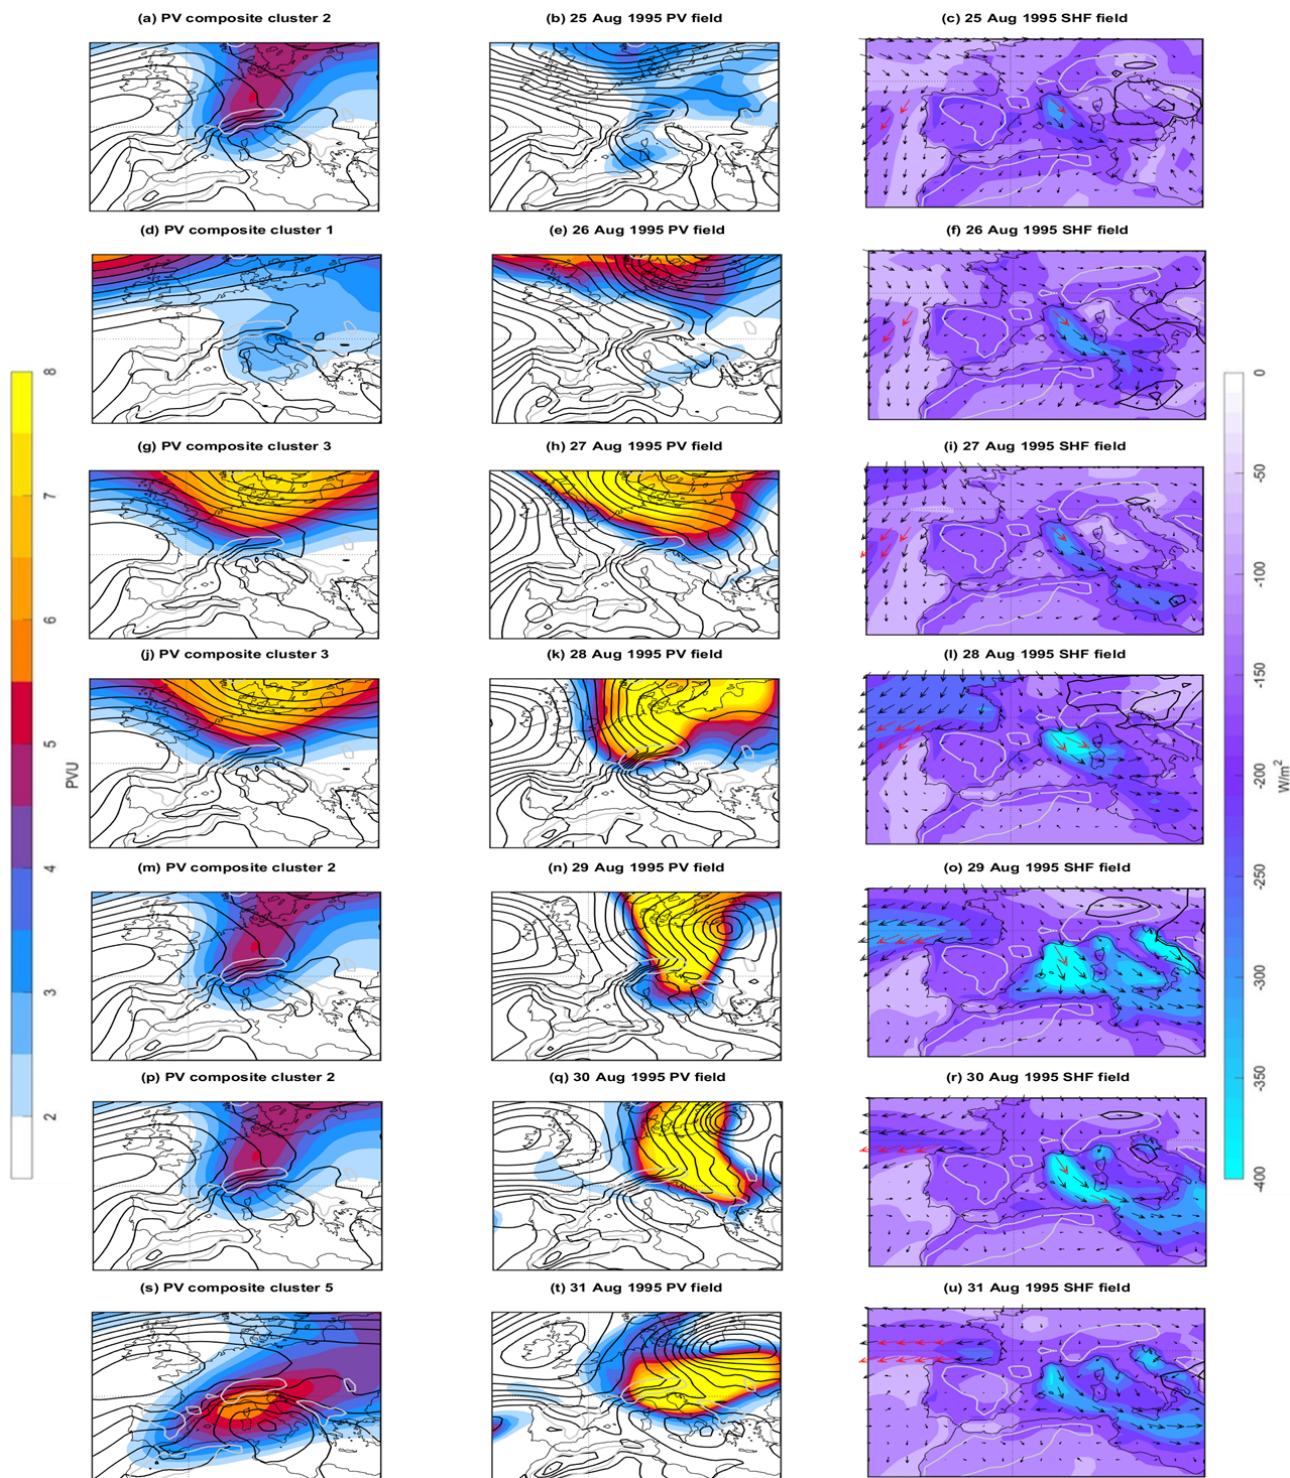 (a) PV composite cluster 2
(b) 25 Aug 1995 PV field
(c) 25 Aug 1995 SHF field
(d) PV composite cluster 1
(e) 26 Aug 1995 PV field
(f) 26 Aug 1995 SHF field
(g) PV composite cluster 3
(h) 27 Aug 1995 PV field
(i) 27 Aug 1995 SHF field
(j) PV composite cluster 3
(k) 28 Aug 1995 PV field
(l) 28 Aug 1995 SHF field
(m) PV composite cluster 2
(n) 29 Aug 1995 PV field
(o) 29 Aug 1995 SHF field
(p) PV composite cluster 2
(q) 30 Aug 1995 PV field
(r) 30 Aug 1995 SHF field
(s) PV composite cluster 5
(t) 31 Aug 1995 PV field
(u) 31 Aug 1995 SHF field
8
7
6
5
4
3
2
PVU
0
-50
-100
-150
-200
-250
-300
-350
-400
W/m²